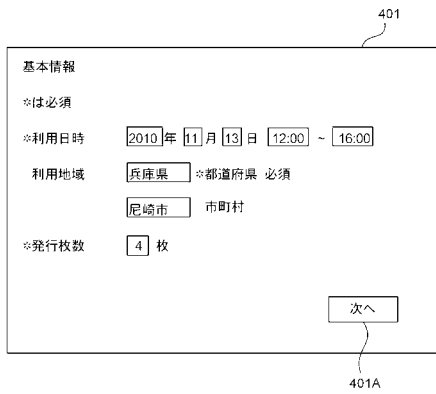 401
基本情報
※は必須
※利用日時 2010 年 11 月 13 日 12:00 ~ 16:00
利用地域 兵庫県 ※都道府県 必須
尼崎市 市町村
※発行枚数 4 枚
次へ
401A